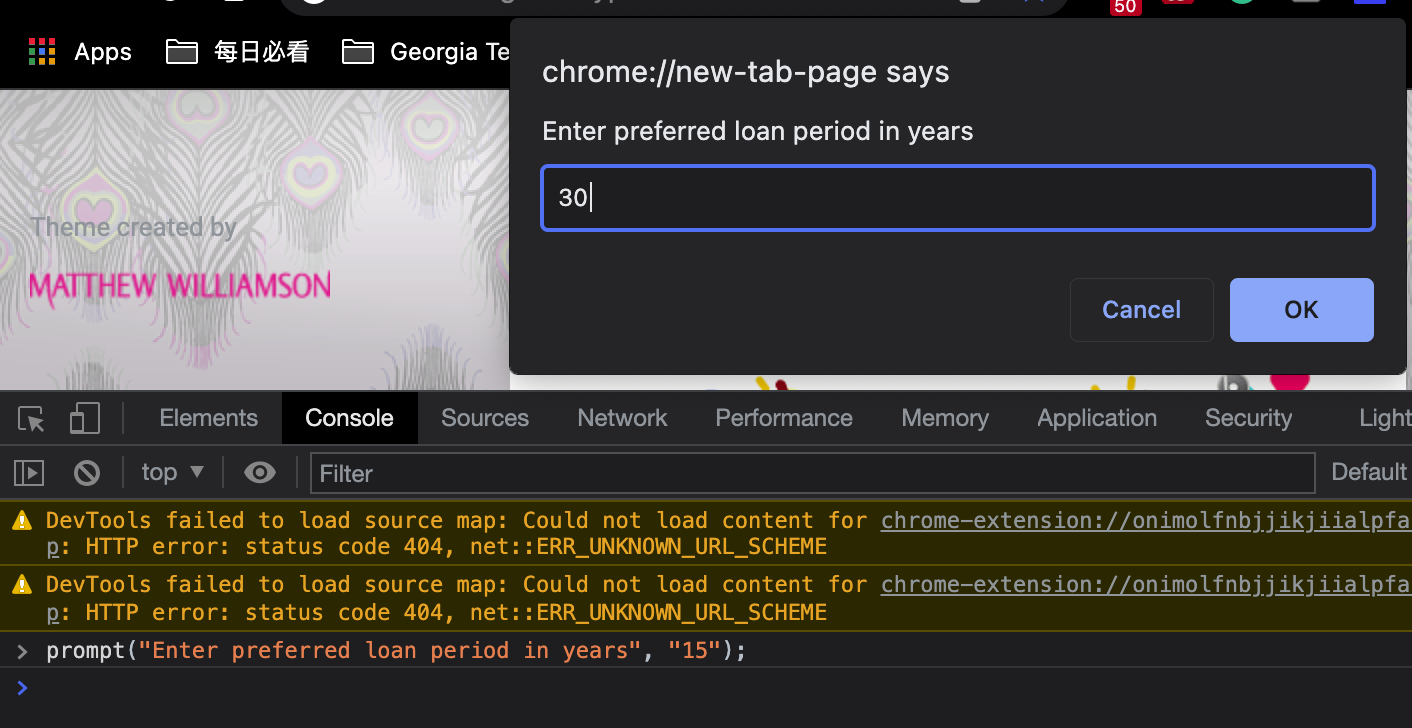 50
Apps
每日必看
Georgia Te
chrome://new-tab-page says
Enter preferred loan period in years
30
Cancel
OK
Theme created by
MATTHEW WILLIAMSON
Elements Console Sources Network Performance Memory Application Security Light
top Filter Default
DevTools failed to load source map: Could not load content for chrome-extension://onimolfnbjjikjiialpfa
p: HTTP error: status code 404, net::ERR_UNKNOWN_URL_SCHEME
DevTools failed to load source map: Could not load content for chrome-extension://onimolfnbjjikjiialpfa
p: HTTP error: status code 404, net::ERR_UNKNOWN_URL_SCHEME
> prompt("Enter preferred loan period in years", "15");
>